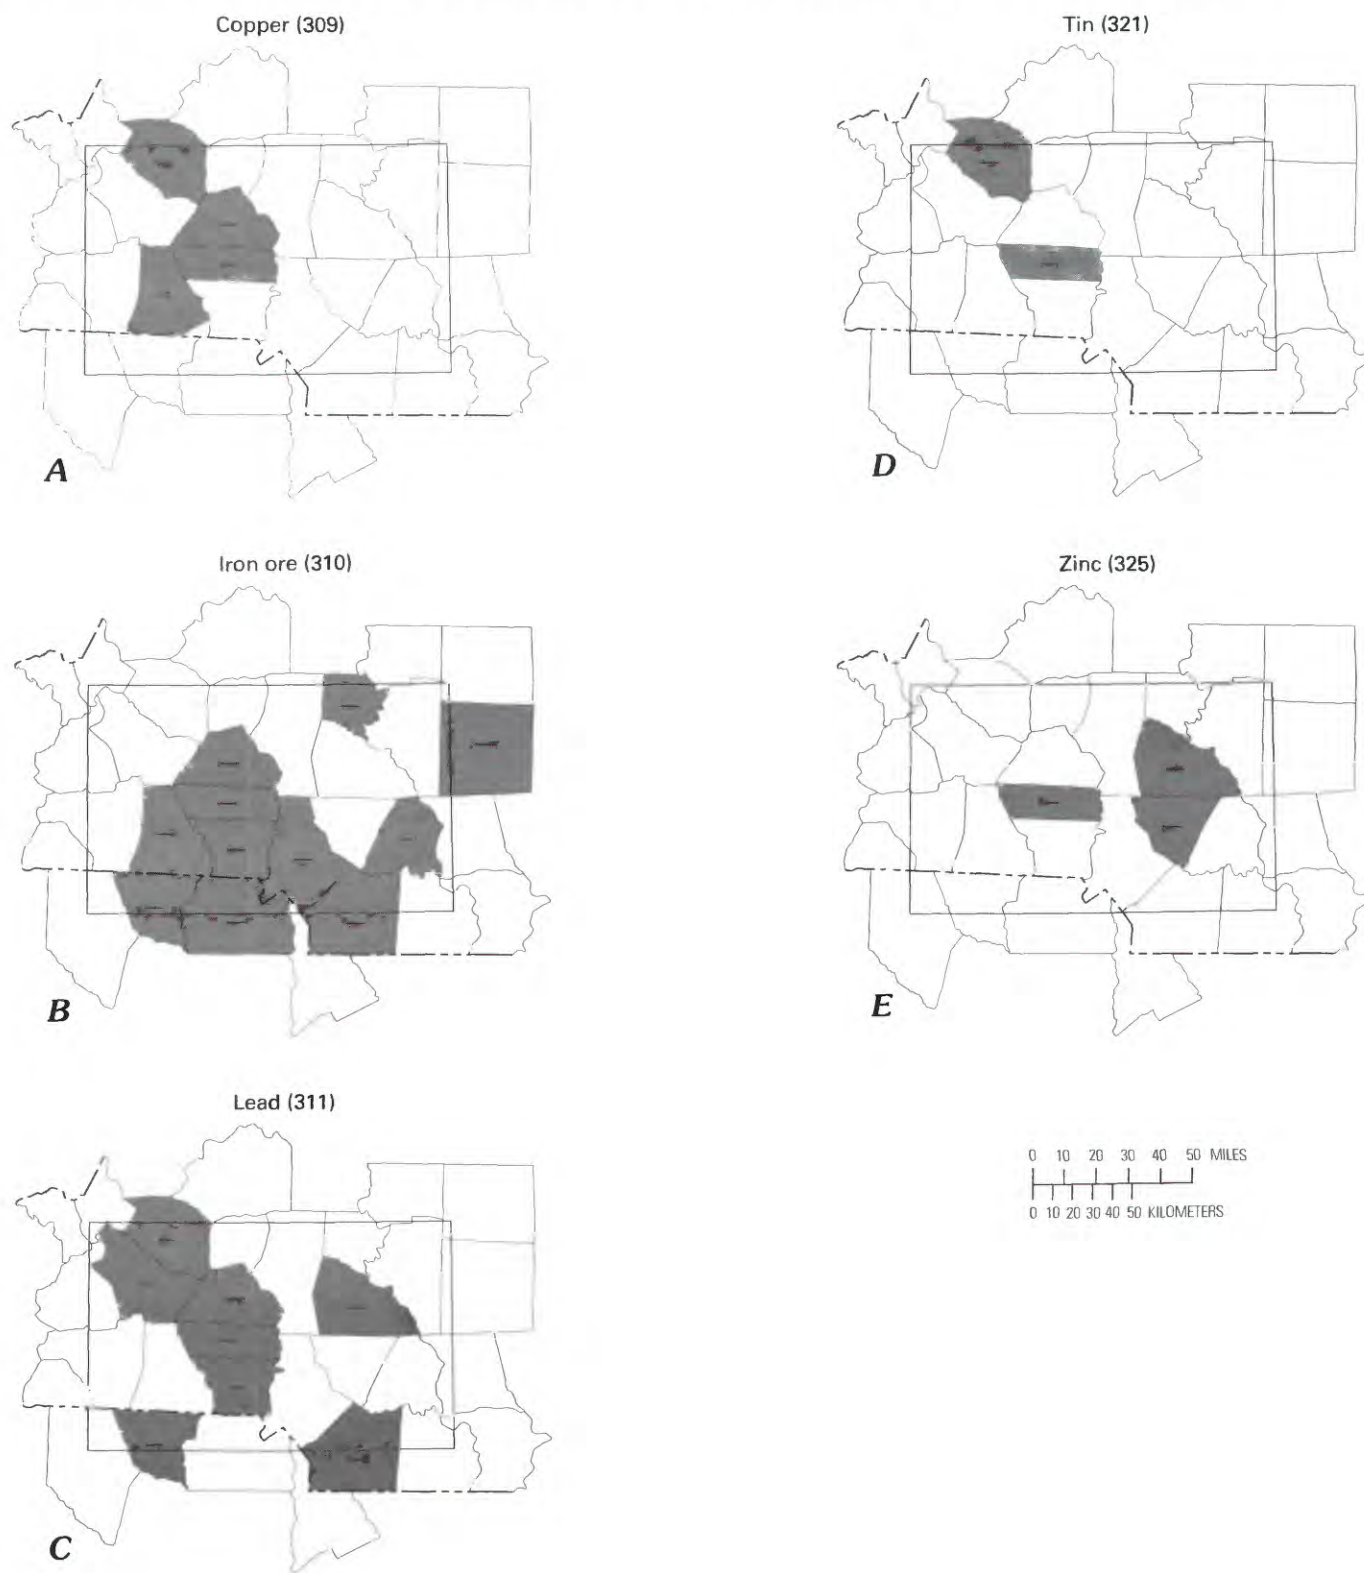 Copper (309)
A
Iron ore (310)
B
Lead (311)
C
Tin (321)
D
Zinc (325)
E
0 10 20 30 40 50 MILES
0 10 20 30 40 50 KILOMETERS